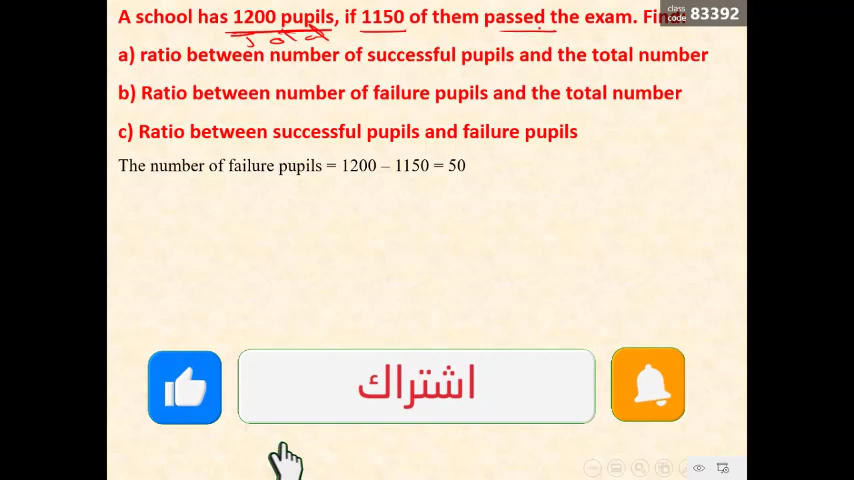 A school has 1200 pupils, if 1150 of them passed the exam. Find:
class code 83392
total
a) ratio between number of successful pupils and the total number
b) Ratio between number of failure pupils and the total number
c) Ratio between successful pupils and failure pupils
The number of failure pupils = 1200 – 1150 = 50
اشتراك